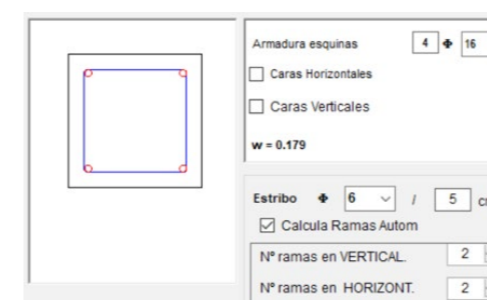 Armadura esquinas 4 Φ 16
Caras Horizontales
Caras Verticales
w = 0.179
Estribo Φ 6 / 5 c
Calcula Ramas Autom
Nº ramas en VERTICAL. 2
Nº ramas en HORIZONT. 2